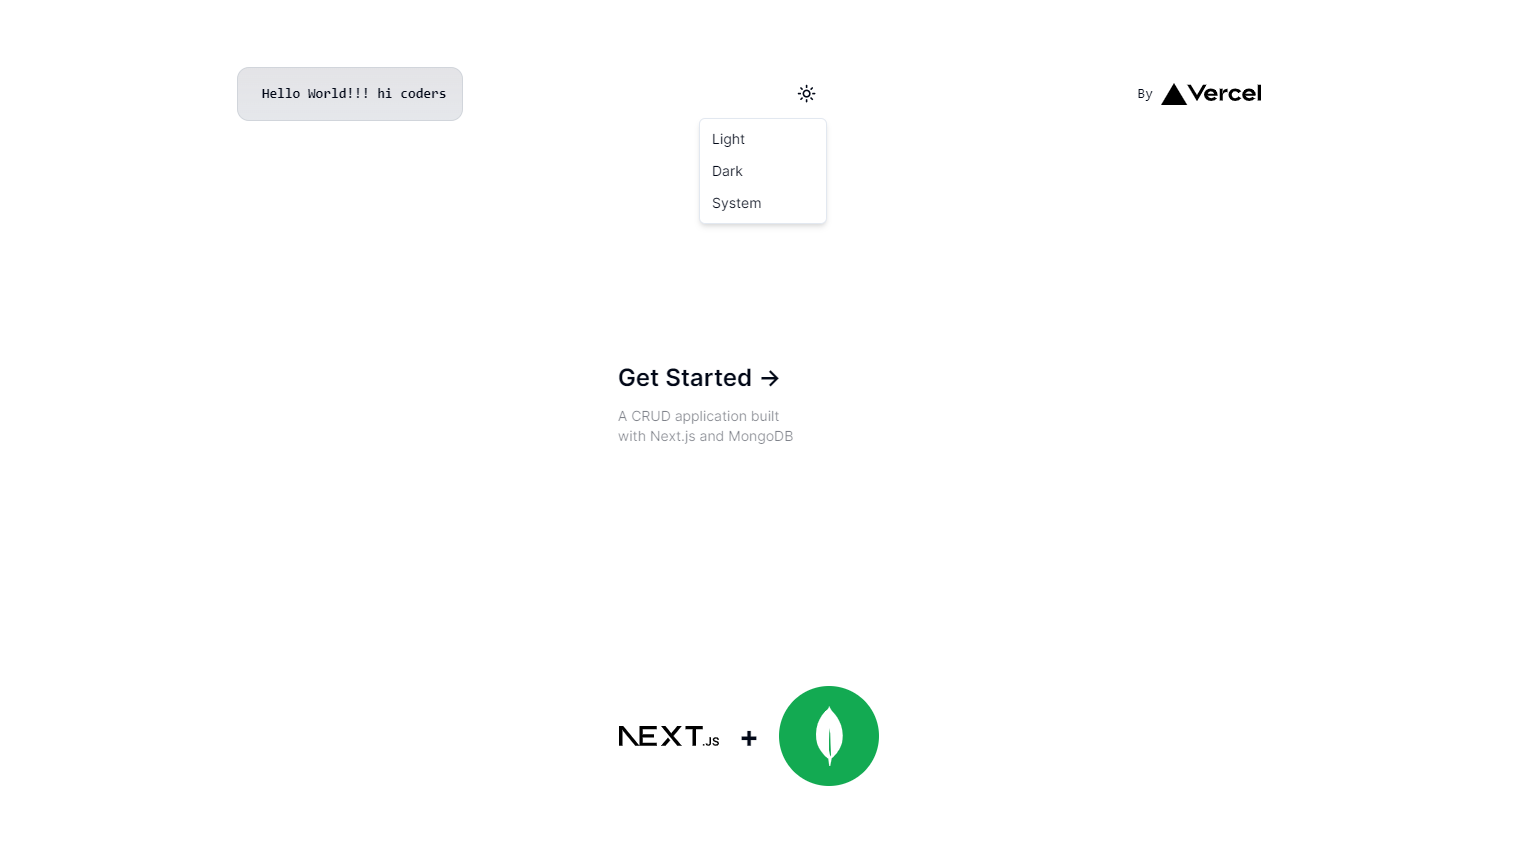 Hello World!!! hi coders
By Vercel
Light
Dark
System
Get Started →
A CRUD application built
with Next.js and MongoDB
NEXT.JS +